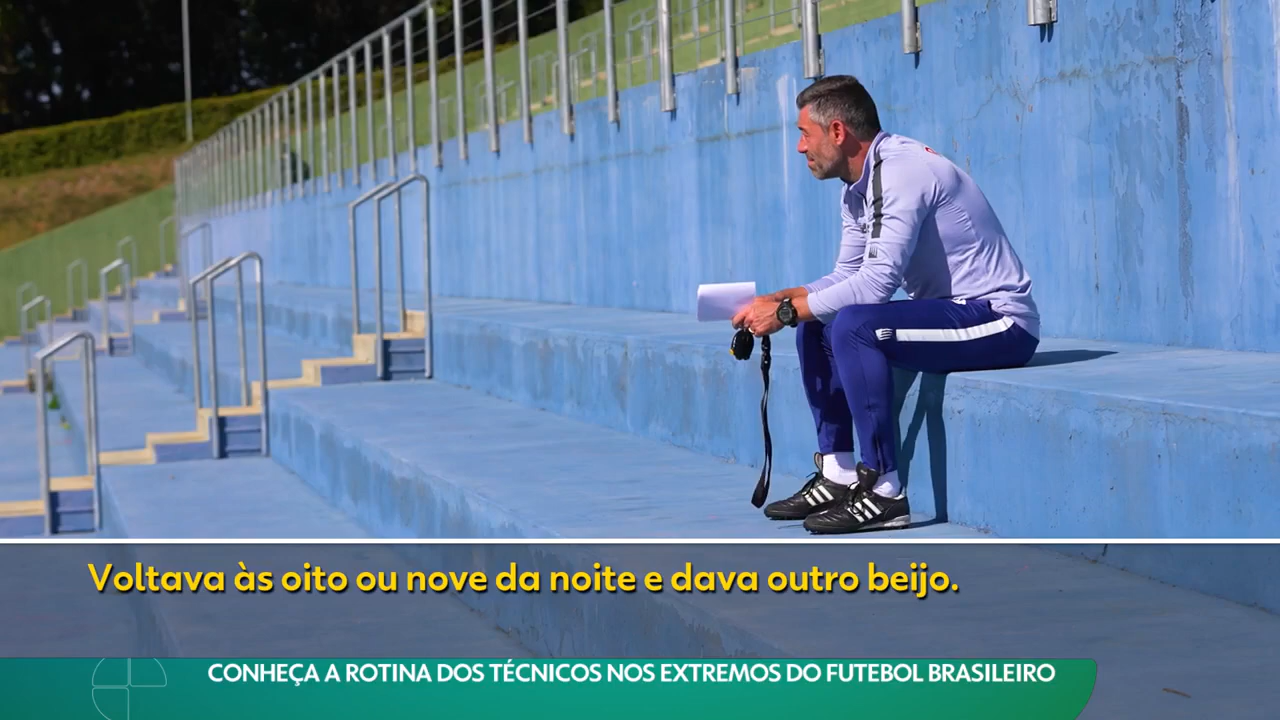 Voltava às oito ou nove da noite e dava outro beijo.
CONHEÇA A ROTINA DOS TÉCNICOS NOS EXTREMOS DO FUTEBOL BRASILEIRO